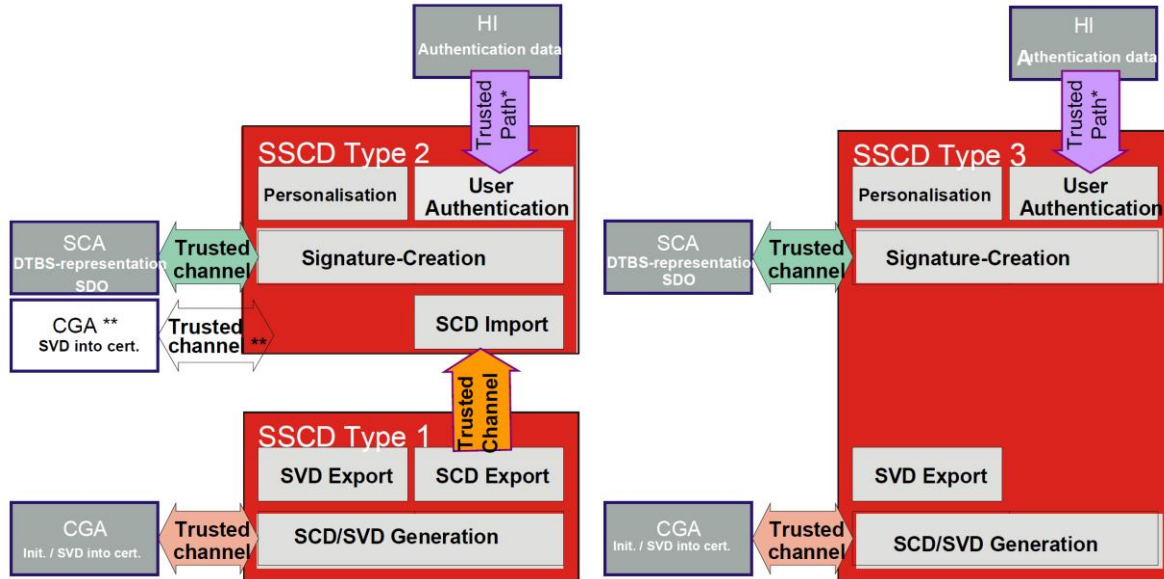 HI
Authentication data
Trusted
Path*
SSCD Type 2
Personalisation
User
Authentication
SCA
DTBS-representation
SDO
Trusted
channel
Signature-Creation
CGA **
SVD into cert.
Trusted
channel **
SCD Import
Trusted
Channel
SSCD Type 1
SVD Export
SCD Export
CGA
Init. / SVD into cert.
Trusted
channel
SCD/SVD Generation
HI
Authentication data
Trusted
Path*
SSCD Type 3
Personalisation
User
Authentication
SCA
DTBS-representation
SDO
Trusted
channel
Signature-Creation
SVD Export
CGA
Init. / SVD into cert.
Trusted
channel
SCD/SVD Generation